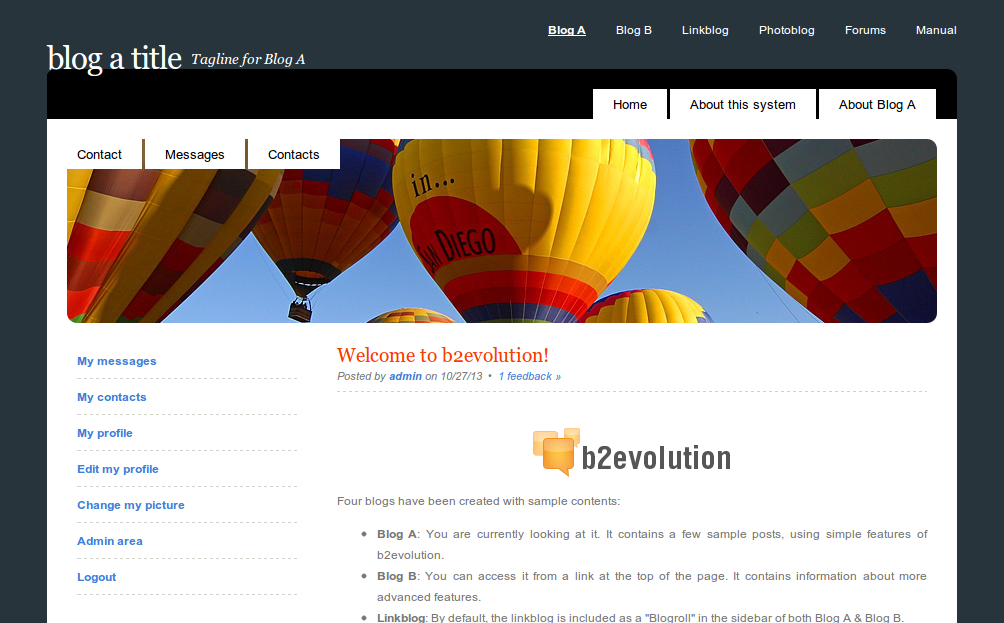 Blog A Blog B Linkblog Photoblog Forums Manual
blog a title Tagline for Blog A
Home About this system About Blog A
Contact Messages Contacts
in...
SAN DIEGO
My messages
My contacts
My profile
Edit my profile
Change my picture
Admin area
Logout
Welcome to b2evolution!
Posted by admin on 10/27/13 • 1 feedback »
b2evolution
Four blogs have been created with sample contents:
• Blog A: You are currently looking at it. It contains a few sample posts, using simple features of
b2evolution.
• Blog B: You can access it from a link at the top of the page. It contains information about more
advanced features.
• Linkblog: By default, the linkblog is included as a "Blogroll" in the sidebar of both Blog A & Blog B.